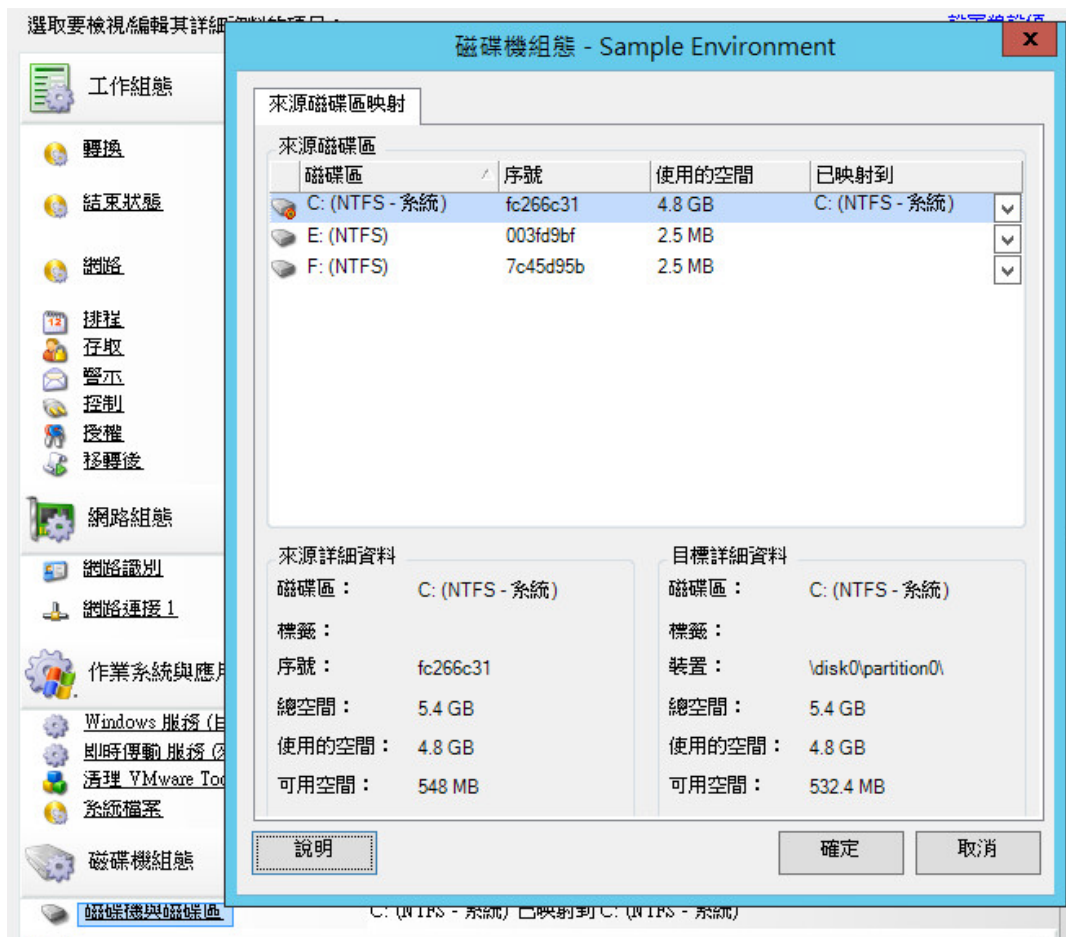 選取要檢視/編輯其詳細
磁碟機組態 - Sample Environment
x
工作組態
轉換
結束狀態
網路
排程
存取
警示
控制
授權
移轉後
網路組態
網路識別
網路連接 1
作業系統與應用
Windows 服務 (目
即時傳輸 服務
清理 VMware Too
系統檔案
磁碟機組態
磁碟機與磁碟區
來源磁碟區映射
來源磁碟區
磁碟區 序號 使用的空間 已映射到
C: (NTFS - 系統) fc266c31 4.8 GB C: (NTFS - 系統)
E: (NTFS) 003fd9bf 2.5 MB
F: (NTFS) 7c45d95b 2.5 MB
來源詳細資料
磁碟區： C: (NTFS - 系統)
標籤：
序號： fc266c31
總空間： 5.4 GB
使用的空間： 4.8 GB
可用空間： 548 MB
目標詳細資料
磁碟區： C: (NTFS - 系統)
標籤：
裝置： \disk0\partition0\
總空間： 5.4 GB
使用的空間： 4.8 GB
可用空間： 532.4 MB
說明 確定 取消
C: (NTFS - 系統) 已映射到 C: (NTFS - 系統)